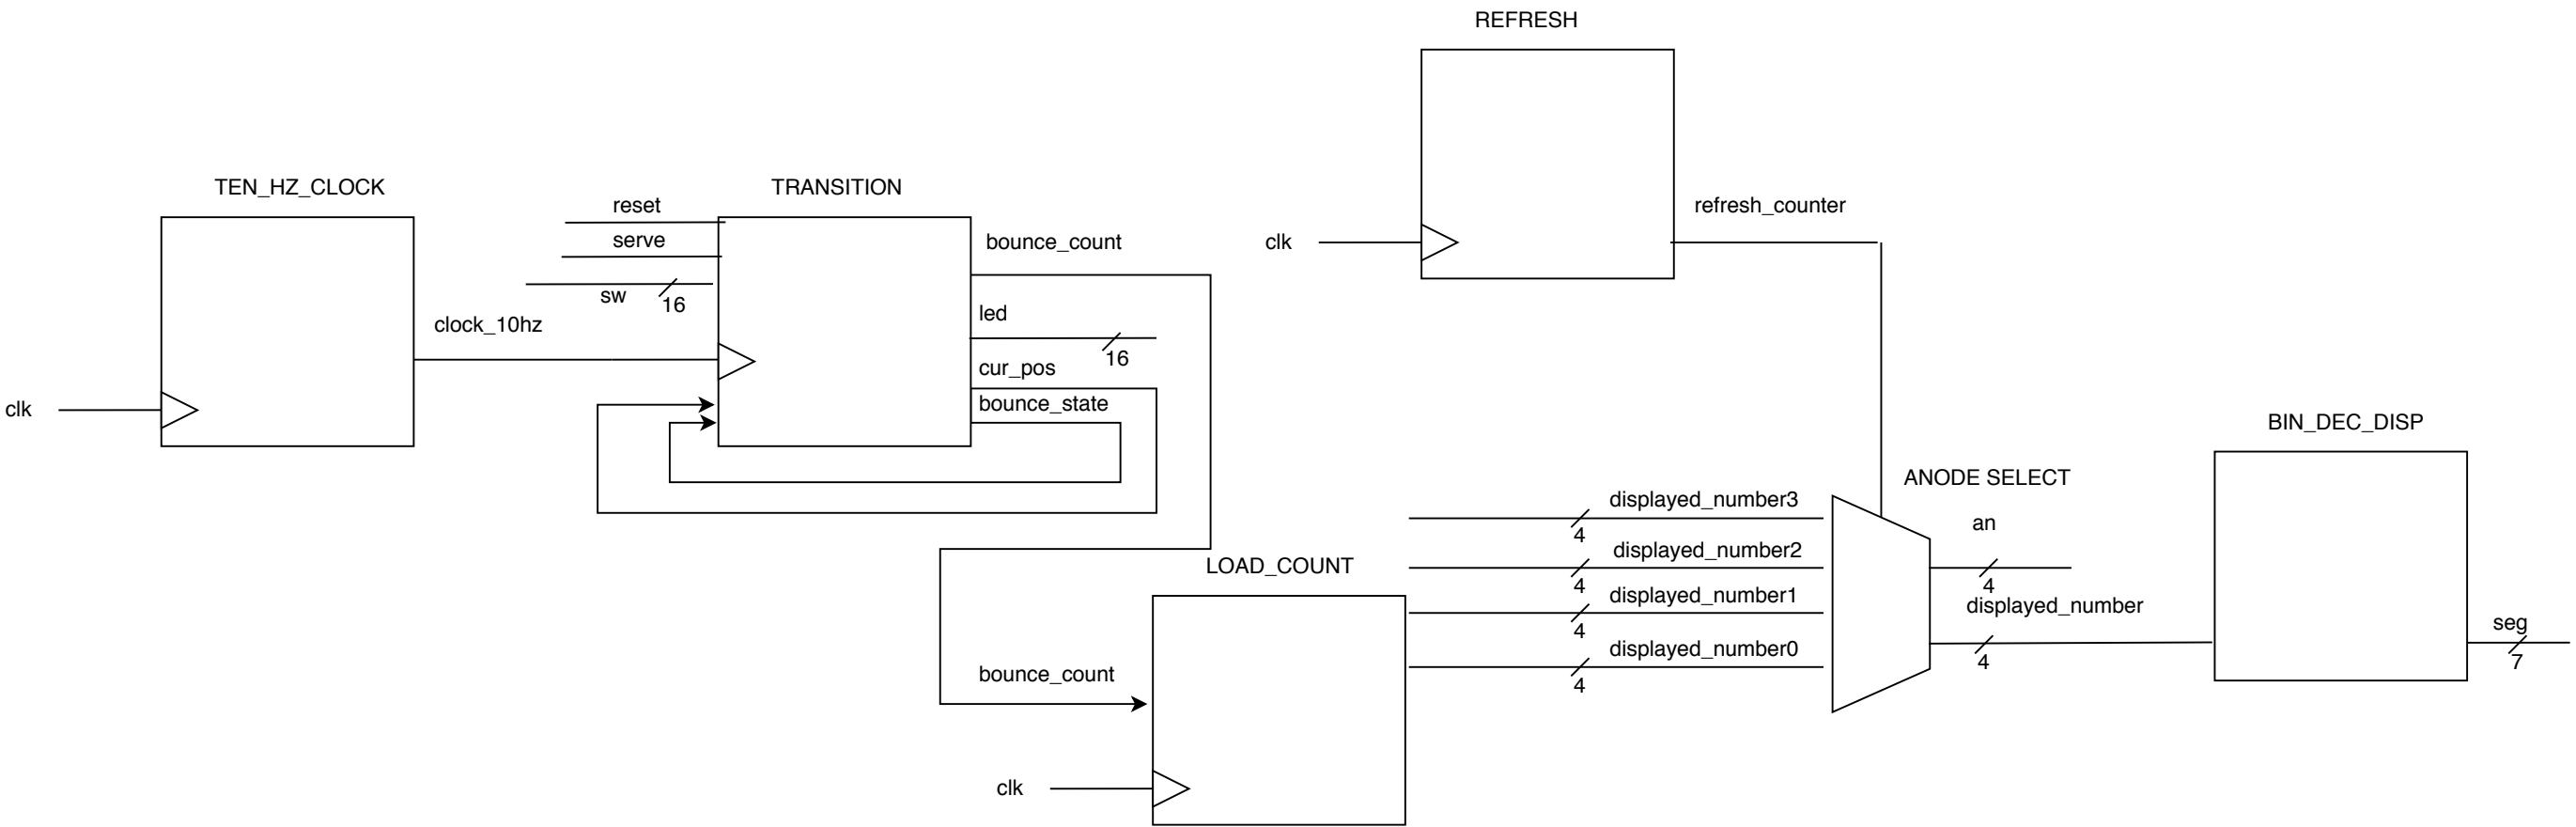 REFRESH
TEN_HZ_CLOCK
TRANSITION
reset
serve
sw
16
clock_10hz
clk
bounce_count
led
16
cur_pos
bounce_state
clk
refresh_counter
BIN_DEC_DISP
ANODE SELECT
displayed_number3
4
displayed_number2
4
displayed_number1
4
displayed_number0
4
an
4
displayed_number
4
seg
7
LOAD_COUNT
bounce_count
clk